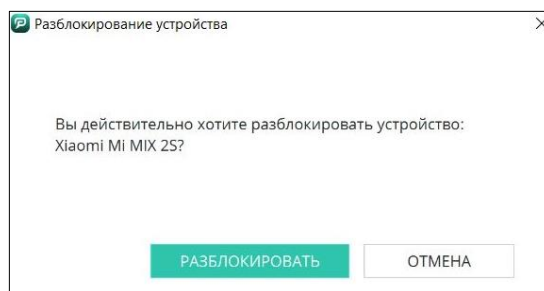 Разблокирование устройства
Вы действительно хотите разблокировать устройство:
Xiaomi Mi MIX 2S?
РАЗБЛОКИРОВАТЬ
ОТМЕНА